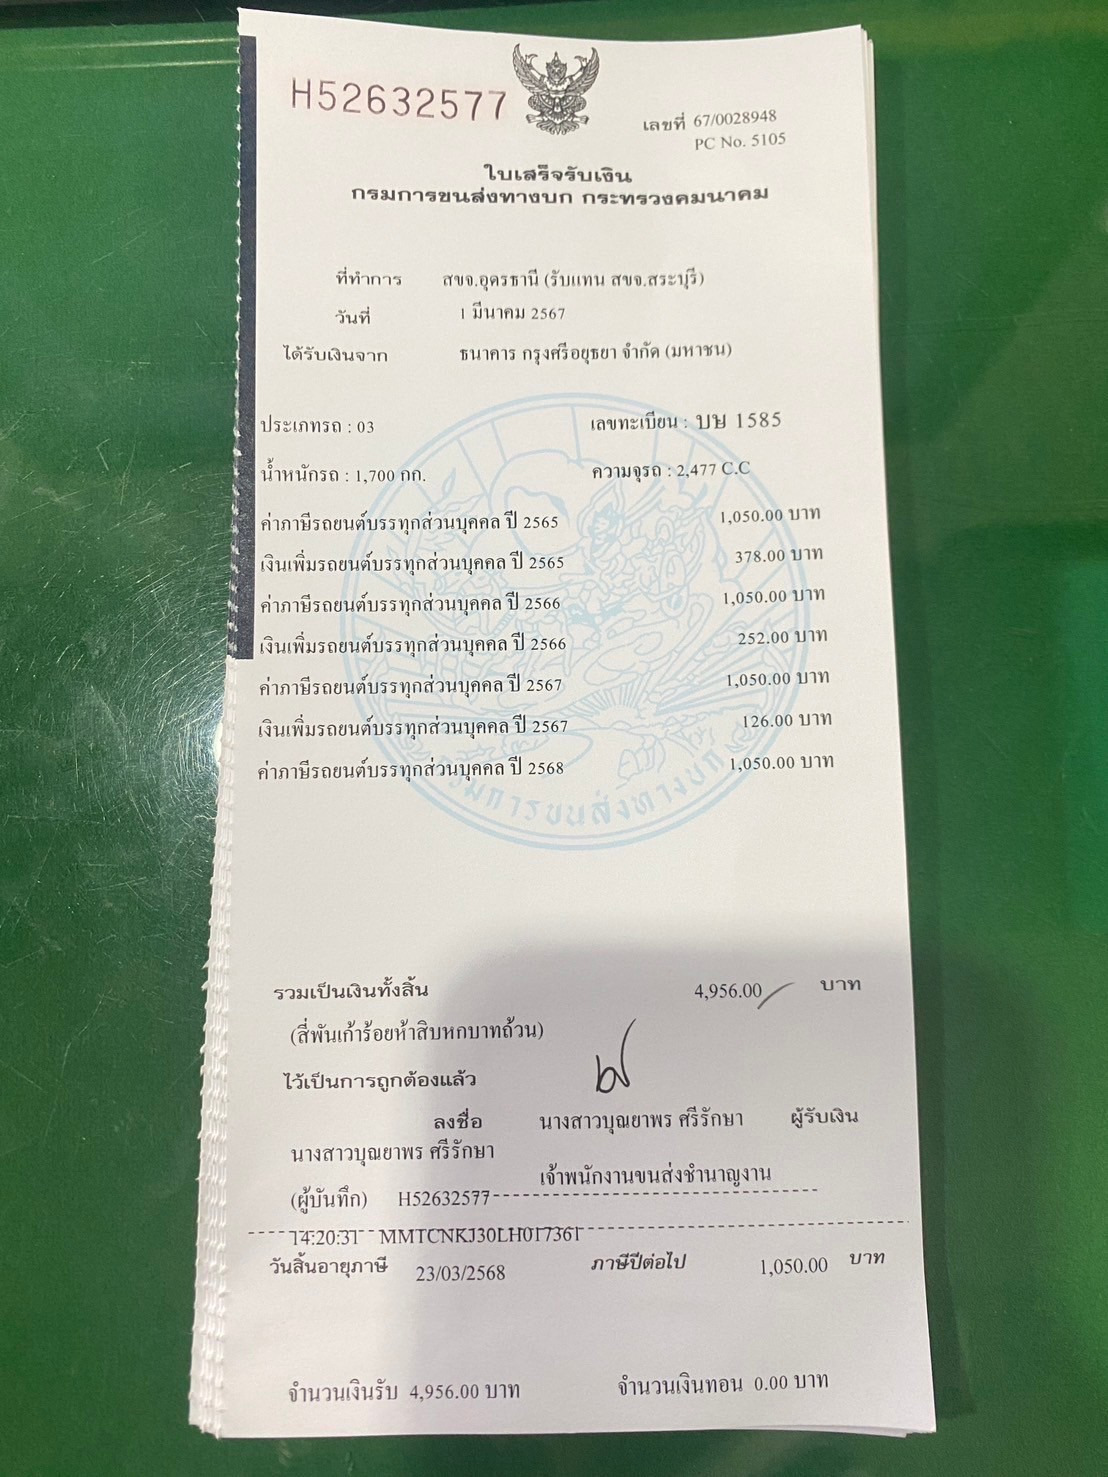 H52632577
เลขที่ 67/0028948
PC No. 5105
ใบเสร็จรับเงิน
กรมการขนส่งทางบก กระทรวงคมนาคม
ที่ทำการ สขจ.อุดรธานี (รับแทน สขจ.สระบุรี)
วันที่ 1 มีนาคม 2567
ได้รับเงินจาก ธนาคาร กรุงศรีอยุธยา จำกัด (มหาชน)
ประเภทรถ : 03 เลขทะเบียน : บษ 1585
น้ำหนักรถ : 1,700 กก. ความจุรถ : 2,477 C.C
ค่าภาษีรถยนต์บรรทุกส่วนบุคคล ปี 2565 1,050.00 บาท
เงินเพิ่มรถยนต์บรรทุกส่วนบุคคล ปี 2565 378.00 บาท
ค่าภาษีรถยนต์บรรทุกส่วนบุคคล ปี 2566 1,050.00 บาท
เงินเพิ่มรถยนต์บรรทุกส่วนบุคคล ปี 2566 252.00 บาท
ค่าภาษีรถยนต์บรรทุกส่วนบุคคล ปี 2567 1,050.00 บาท
เงินเพิ่มรถยนต์บรรทุกส่วนบุคคล ปี 2567 126.00 บาท
ค่าภาษีรถยนต์บรรทุกส่วนบุคคล ปี 2568 1,050.00 บาท
กรมการขนส่งทางบก
รวมเป็นเงินทั้งสิ้น 4,956.00 บาท
(สี่พันเก้าร้อยห้าสิบหกบาทถ้วน)
ไว้เป็นการถูกต้องแล้ว
ลงชื่อ นางสาวบุณยาพร ศรีรักษา ผู้รับเงิน
นางสาวบุณยาพร ศรีรักษา
เจ้าพนักงานขนส่งชำนาญงาน
(ผู้บันทึก) H52632577
14:20:31 MMTCNKJ30LH017361
วันสิ้นอายุภาษี 23/03/2568 ภาษีปีต่อไป 1,050.00 บาท
จำนวนเงินรับ 4,956.00 บาท จำนวนเงินทอน 0.00 บาท